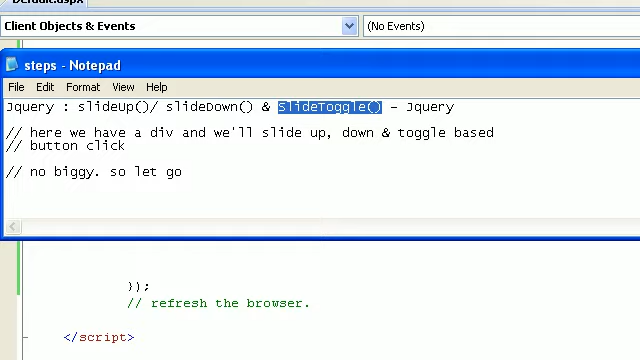 Default.aspx
Client Objects & Events
(No Events)
steps - Notepad
File Edit Format View Help
Jquery : slideUp()/ slideDown() & SlideToggle() - Jquery
// here we have a div and we'll slide up, down & toggle based
// button click
// no biggy. so let go
});
// refresh the browser.
</script>